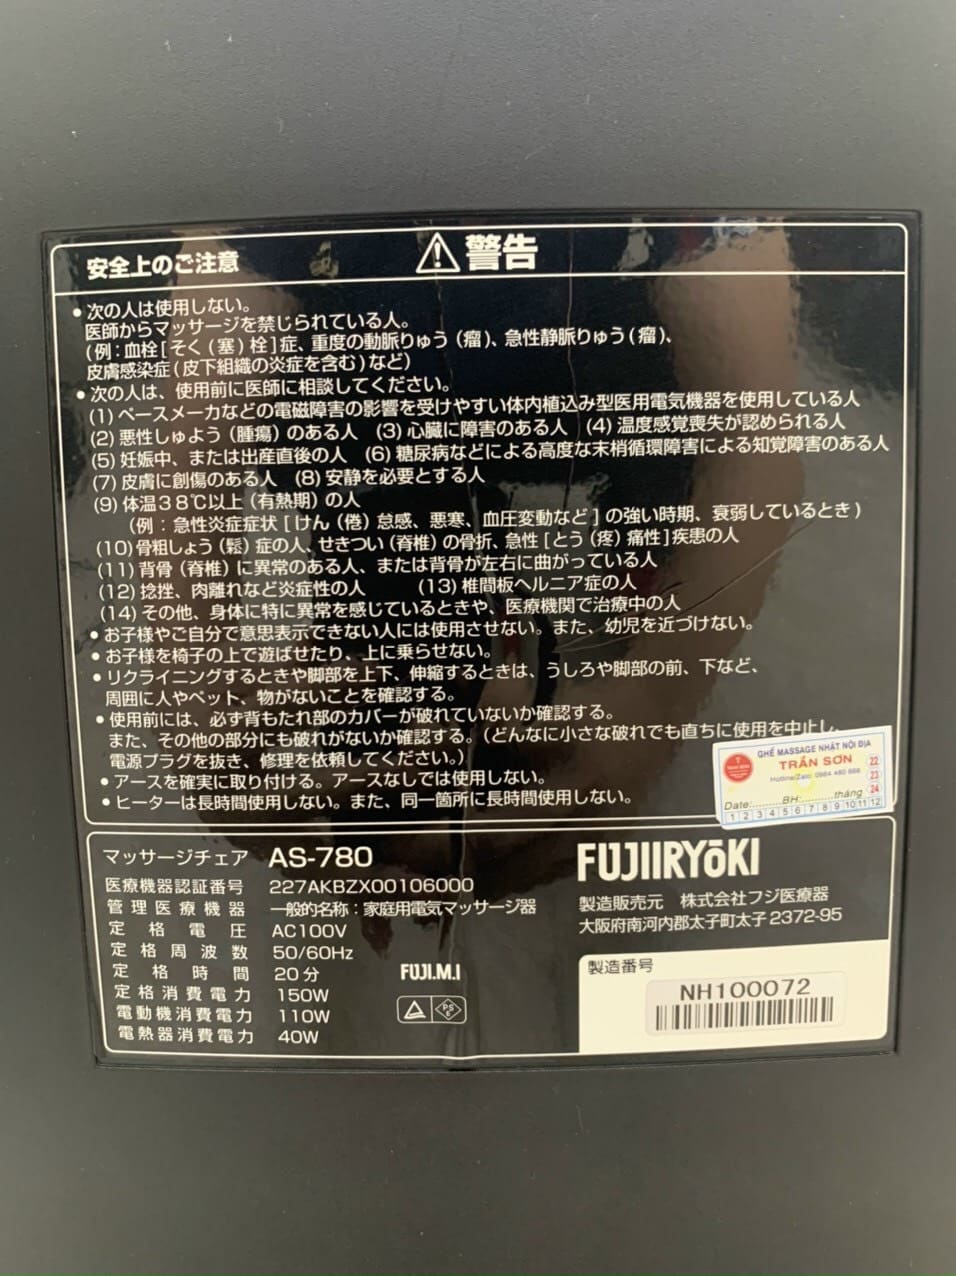 安全上のご注意
警告
●次の人は使用しない。
医師からマッサージを禁じられている人。
(例:血栓[そく(塞)栓]症、重度の動脈りゅう(瘤)、急性静脈りゅう(瘤)、
皮膚感染症(皮下組織の炎症を含む)など)
●次の人は、使用前に医師に相談してください。
(1)ペースメーカなどの電磁障害の影響を受けやすい体内植込み型医用電気機器を使用している人
(2)悪性しゅよう(腫瘍)のある人 (3)心臓に障害のある人 (4)温度感覚喪失が認められる人
(5)妊娠中、または出産直後の人 (6)糖尿病などによる高度な末梢循環障害による知覚障害のある人
(7)皮膚に創傷のある人 (8)安静を必要とする人
(9)体温38℃以上(有熱期)の人
(例:急性炎症症状[けん(倦)怠感、悪寒、血圧変動など]の強い時期、衰弱しているとき)
(10)骨粗しょう(鬆)症の人、せきつい(脊椎)の骨折、急性[とう(疼)痛性]疾患の人
(11)背骨(脊椎)に異常のある人、または背骨が左右に曲がっている人
(12)捻挫、肉離れなど炎症性の人 (13)椎間板ヘルニア症の人
(14)その他、身体に特に異常を感じているときや、医療機関で治療中の人
●お子様やご自分で意思表示できない人には使用させない。また、幼児を近づけない。
●お子様を椅子の上で遊ばせたり、上に乗らせない。
●リクライニングするときや脚部を上下、伸縮するときは、うしろや脚部の前、下など、
周囲に人やペット、物がないことを確認する。
●使用前には、必ず背もたれ部のカバーが破れていないか確認する。
また、その他の部分にも破れがないか確認する。(どんなに小さな破れでも直ちに使用を中止し、
電源プラグを抜き、修理を依頼してください。)
●アースを確実に取り付ける。アースなしでは使用しない。
●ヒーターは長時間使用しない。また、同一箇所に長時間使用しない。
GHẾ MASSAGE NHẬT NỘI ĐỊA
TRẦN SƠN
Hotline/Zalo: 0984 480 666
22
23
24
Date:........BH:........tháng
1 2 3 4 5 6 7 8 9 10 11 12
マッサージチェア AS-780
医療機器認証番号 227AKBZX00106000
管理医療機器 一般的名称:家庭用電気マッサージ器
定格電圧 AC100V
定格周波数 50/60Hz
定格時間 20分
定格消費電力 150W
電動機消費電力 110W
電熱器消費電力 40W
FUJI.M.I
PSE
FUJIIRYōKI
製造販売元 株式会社フジ医療器
大阪府南河内郡太子町太子2372-95
製造番号
NH100072